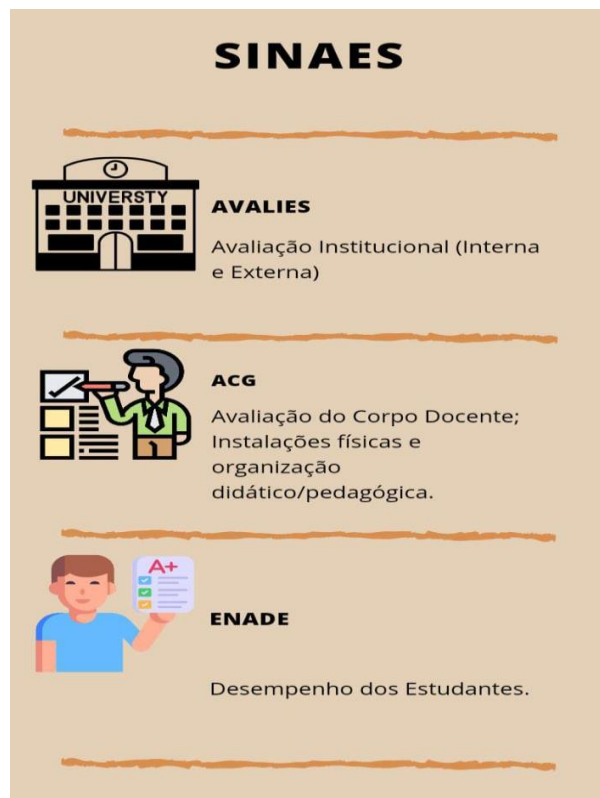 SINAES
UNIVERSTY
AVALIES
Avaliação Institucional (Interna
e Externa)
ACG
Avaliação do Corpo Docente;
Instalações físicas e
organização
didático/pedagógica.
A+
ENADE
Desempenho dos Estudantes.